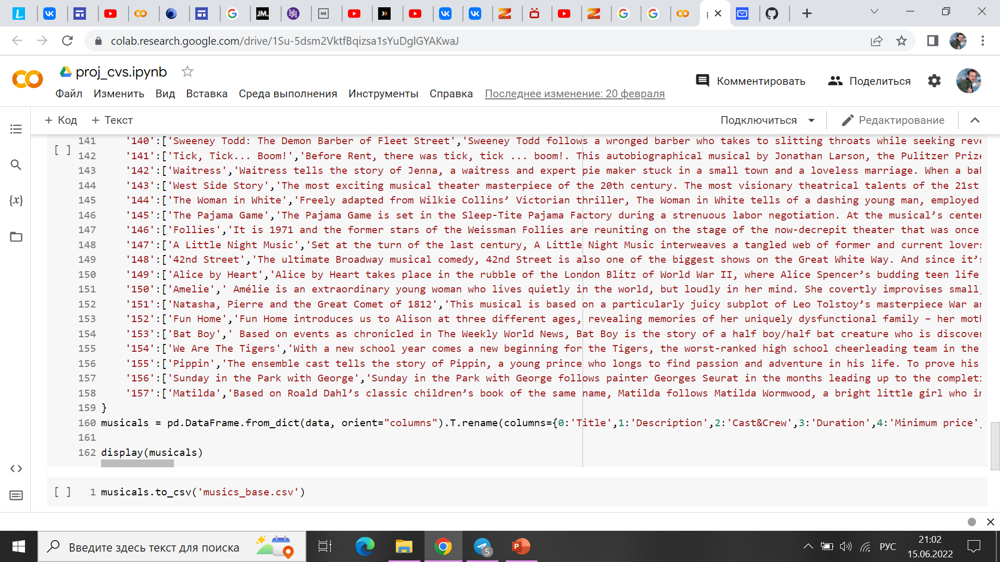 colab.research.google.com/drive/1Su-5dsm2VktfBqizsa1sYuDglGYAKwaJ
proj_cvs.ipynb
Комментировать
Поделиться
Файл Изменить Вид Вставка Среда выполнения Инструменты Справка Последнее изменение: 20 февраля
+ Код + Текст
Подключиться
Редактирование
[ ]
141 '140':['Sweeney Todd: The Demon Barber of Fleet Street','Sweeney Todd follows a wronged barber who takes to slitting throats while seeking reve
142 '141':['Tick, Tick... Boom!','Before Rent, there was tick, tick ... boom!. This autobiographical musical by Jonathan Larson, the Pulitzer Prize
143 '142':['Waitress','Waitress tells the story of Jenna, a waitress and expert pie maker stuck in a small town and a loveless marriage. When a bak
144 '143':['West Side Story','The most exciting musical theater masterpiece of the 20th century. The most visionary theatrical talents of the 21st
145 '144':['The Woman in White','Freely adapted from Wilkie Collins’ Victorian thriller, The Woman in White tells of a dashing young man, employed
146 '145':['The Pajama Game','The Pajama Game is set in the Sleep-Tite Pajama Factory during a strenuous labor negotiation. At the musical’s center
147 '146':['Follies','It is 1971 and the former stars of the Weissman Follies are reuniting on the stage of the now-decrepit theater that was once
148 '147':['A Little Night Music','Set at the turn of the last century, A Little Night Music interweaves a tangled web of former and current lovers
149 '148':['42nd Street','The ultimate Broadway musical comedy, 42nd Street is also one of the biggest shows on the Great White Way. And since it’s
150 '149':['Alice by Heart','Alice by Heart takes place in the rubble of the London Blitz of World War II, where Alice Spencer’s budding teen life
151 '150':['Amelie',' Amélie is an extraordinary young woman who lives quietly in the world, but loudly in her mind. She covertly improvises small,
152 '151':['Natasha, Pierre and the Great Comet of 1812','This musical is based on a particularly juicy subplot of Leo Tolstoy’s masterpiece War an
153 '152':['Fun Home','Fun Home introduces us to Alison at three different ages, revealing memories of her uniquely dysfunctional family – her moth
154 '153':['Bat Boy',' Based on events as chronicled in The Weekly World News, Bat Boy is the story of a half boy/half bat creature who is discover
155 '154':['We Are The Tigers','With a new school year comes a new beginning for the Tigers, the worst-ranked high school cheerleading team in the
156 '155':['Pippin','The ensemble cast tells the story of Pippin, a young prince who longs to find passion and adventure in his life. To prove his
157 '156':['Sunday in the Park with George','Sunday in the Park with George follows painter Georges Seurat in the months leading up to the completi
158 '157':['Matilda','Based on Roald Dahl’s classic children’s book of the same name, Matilda follows Matilda Wormwood, a bright little girl who in
159 }
160 musicals = pd.DataFrame.from_dict(data, orient="columns").T.rename(columns={0:'Title',1:'Description',2:'Cast&Crew',3:'Duration',4:'Minimum price',
161
162 display(musicals)
[ ] 1 musicals.to_csv('musics_base.csv')
Введите здесь текст для поиска
5
РУС
21:02
15.06.2022